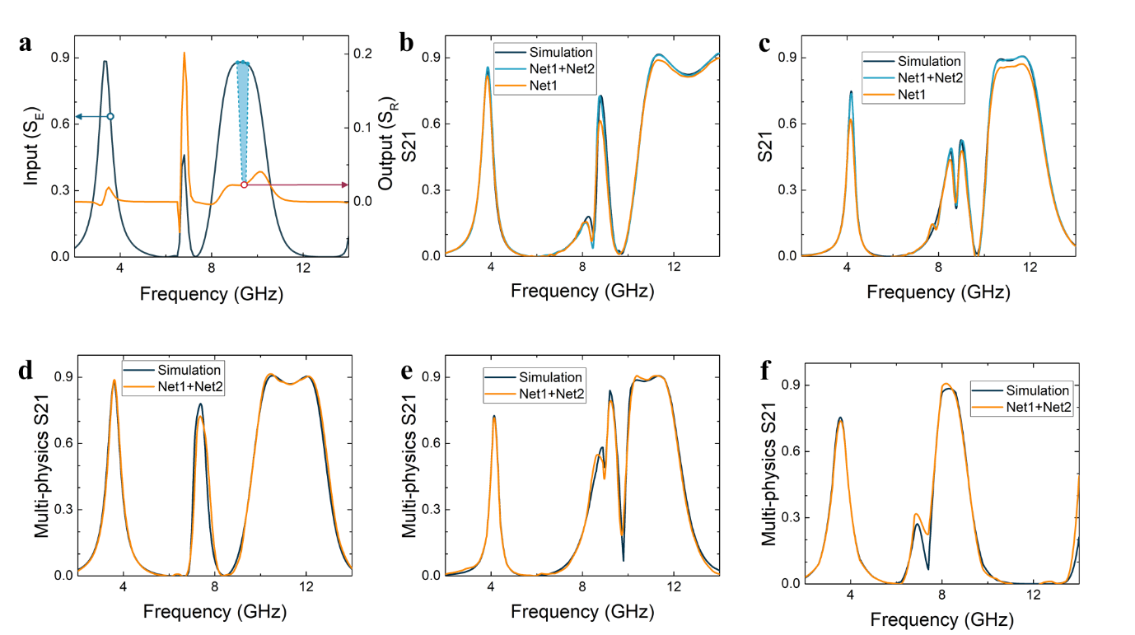 a
Input (S_E)
0.9
0.6
0.3
0.0
4
8
12
Frequency (GHz)
0.2
0.1
0.0
Output (S_R)
b
S21
0.9
0.6
0.3
0.0
Simulation
Net1+Net2
Net1
4
8
12
Frequency (GHz)
c
S21
0.9
0.6
0.3
0.0
Simulation
Net1+Net2
Net1
4
8
12
Frequency (GHz)
d
Multi-physics S21
0.9
0.6
0.3
0.0
Simulation
Net1+Net2
4
8
12
Frequency (GHz)
e
Multi-physics S21
0.9
0.6
0.3
0.0
Simulation
Net1+Net2
4
8
12
Frequency (GHz)
f
Multi-physics S21
0.9
0.6
0.3
0.0
Simulation
Net1+Net2
4
8
12
Frequency (GHz)